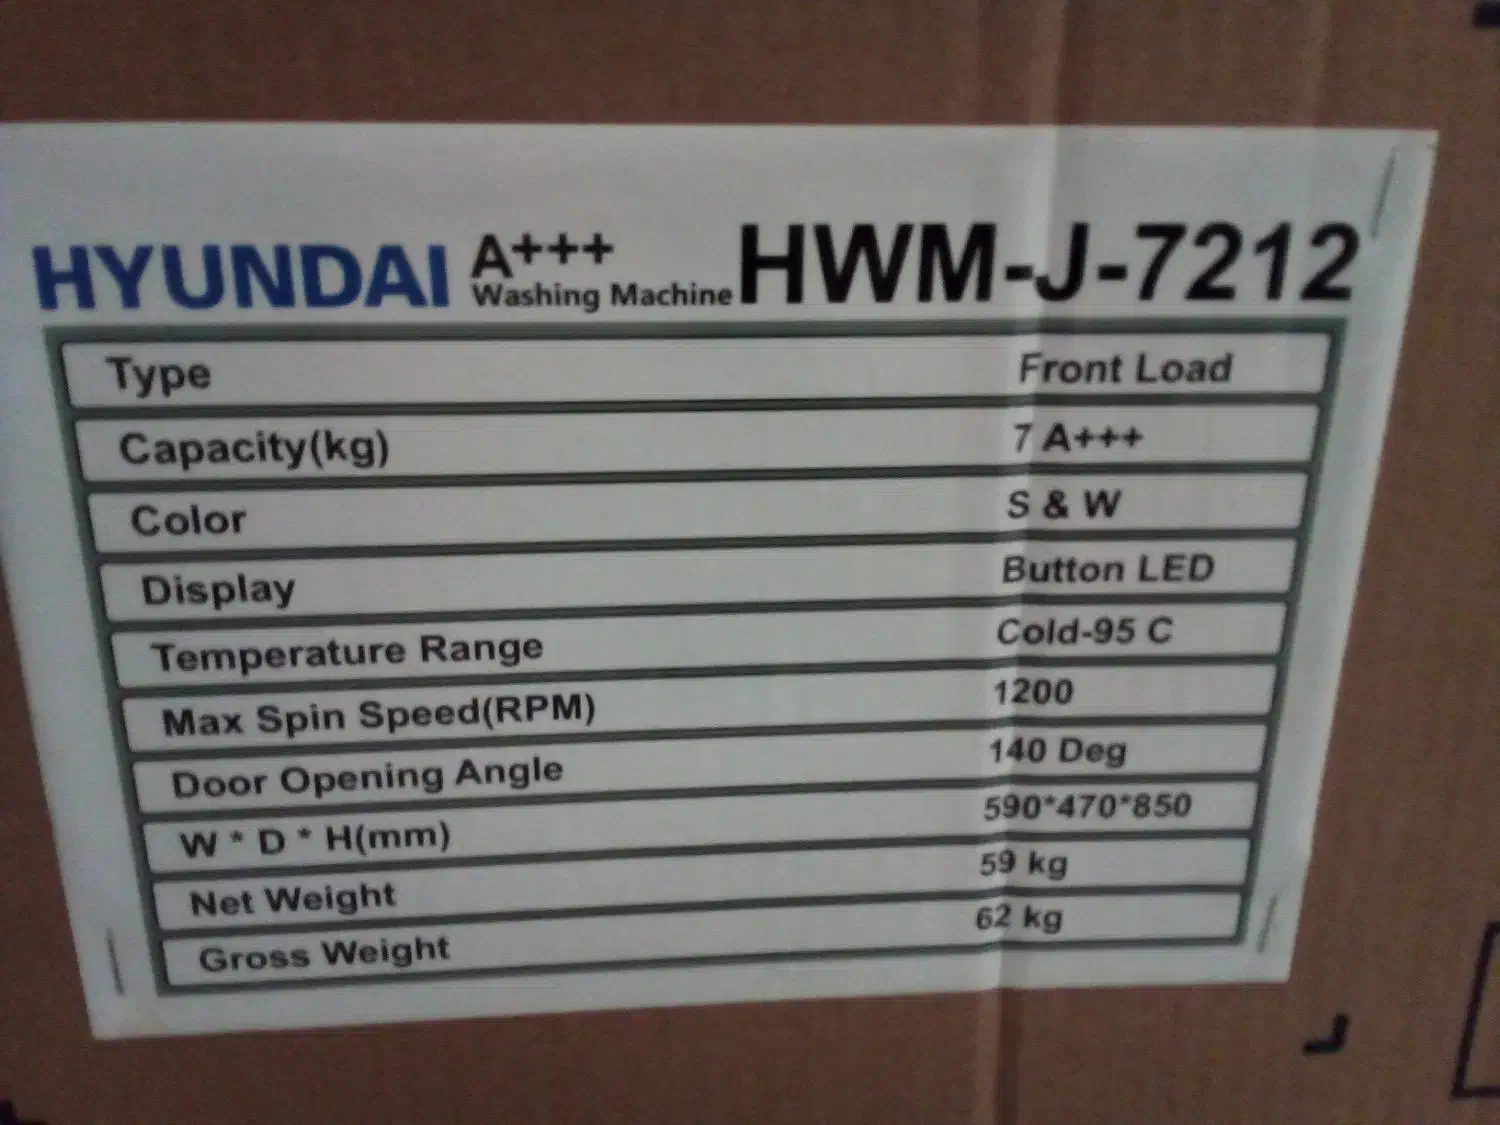 HYUNDAI A+++ Washing Machine HWM-J-7212
Type Front Load
Capacity(kg) 7 A+++
Color S & W
Display Button LED
Temperature Range Cold-95 C
Max Spin Speed(RPM) 1200
Door Opening Angle 140 Deg
W * D * H(mm) 590*470*850
Net Weight 59 kg
Gross Weight 62 kg